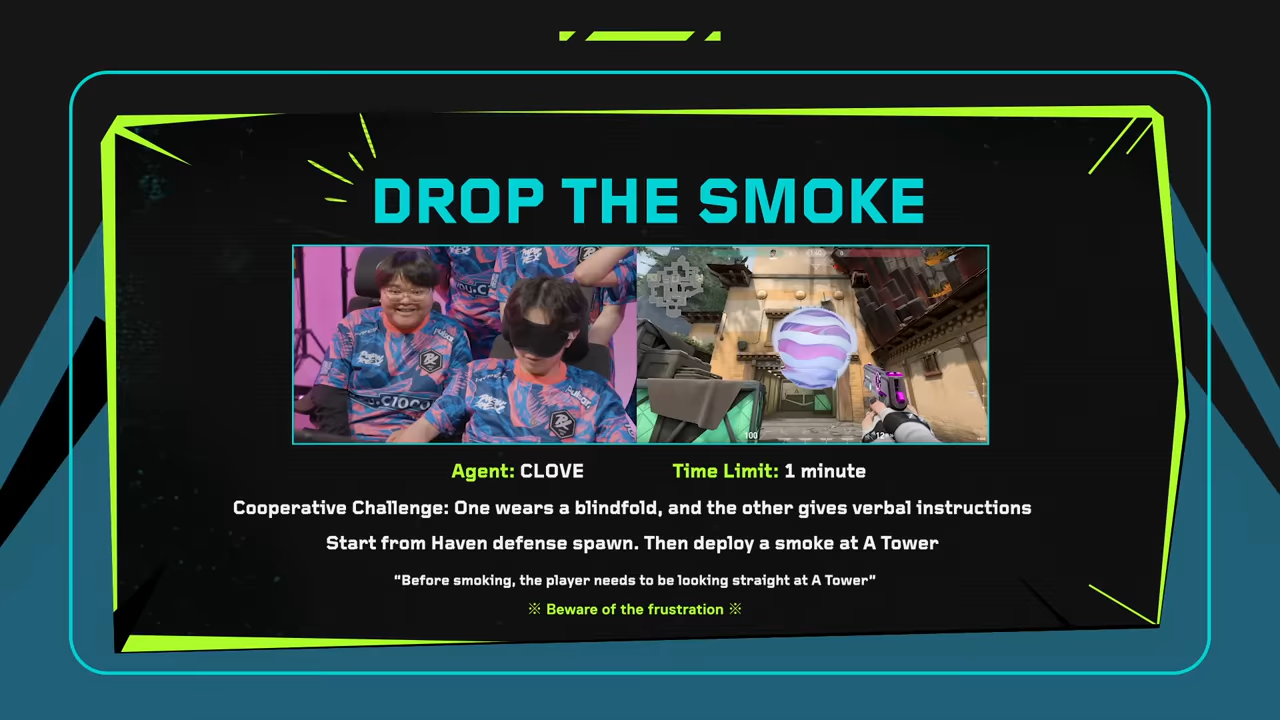 DROP THE SMOKE
100
12
Agent: CLOVE
Time Limit: 1 minute
Cooperative Challenge: One wears a blindfold, and the other gives verbal instructions
Start from Haven defense spawn. Then deploy a smoke at A Tower
"Before smoking, the player needs to be looking straight at A Tower"
※ Beware of the frustration ※